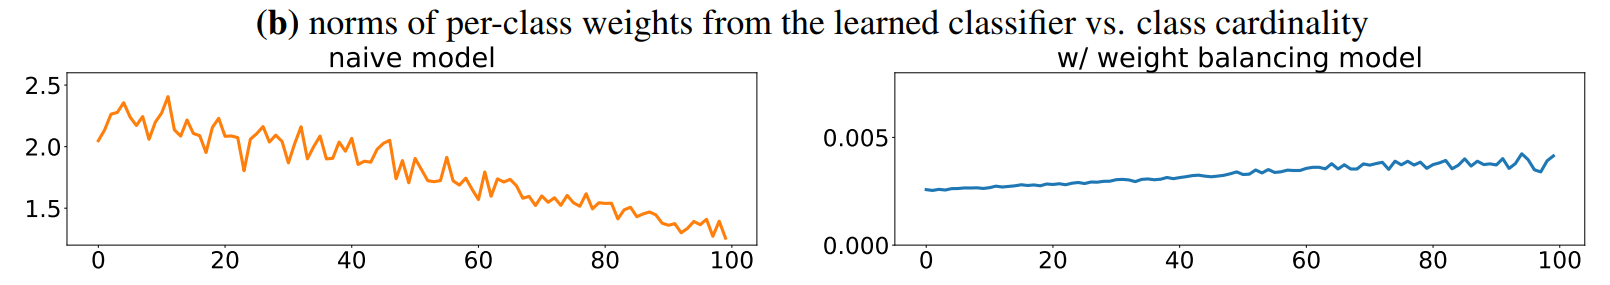 (b) norms of per-class weights from the learned classifier vs. class cardinality
naive model
2.5
2.0
1.5
0 20 40 60 80 100
w/ weight balancing model
0.005
0.000
0 20 40 60 80 100